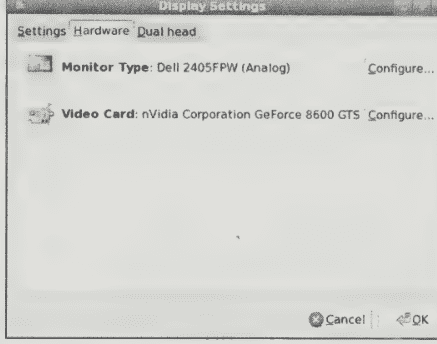 Display Settings
Settings Hardware Dual head
Monitor Type: Dell 2405FPW (Analog) Configure...
Video Card: nVidia Corporation GeForce 8600 GTS Configure...
Cancel OK